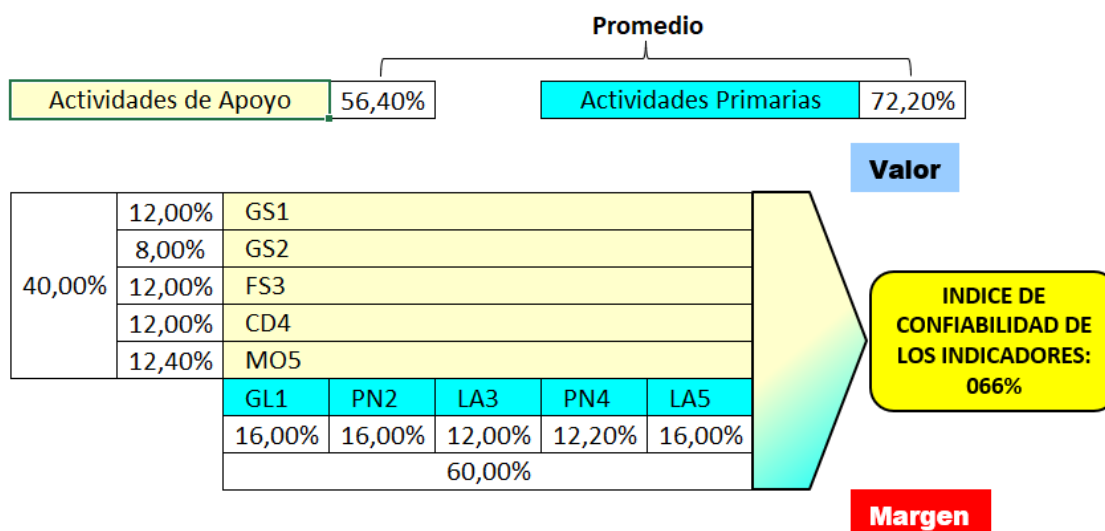 Promedio
Actividades de Apoyo 56,40% Actividades Primarias 72,20%
Valor
12,00% GS1
8,00% GS2
40,00% 12,00% FS3
12,00% CD4
12,40% MO5
INDICE DE
CONFIABILIDAD DE
LOS INDICADORES:
066%
GL1 PN2 LA3 PN4 LA5
16,00% 16,00% 12,00% 12,20% 16,00%
60,00%
Margen